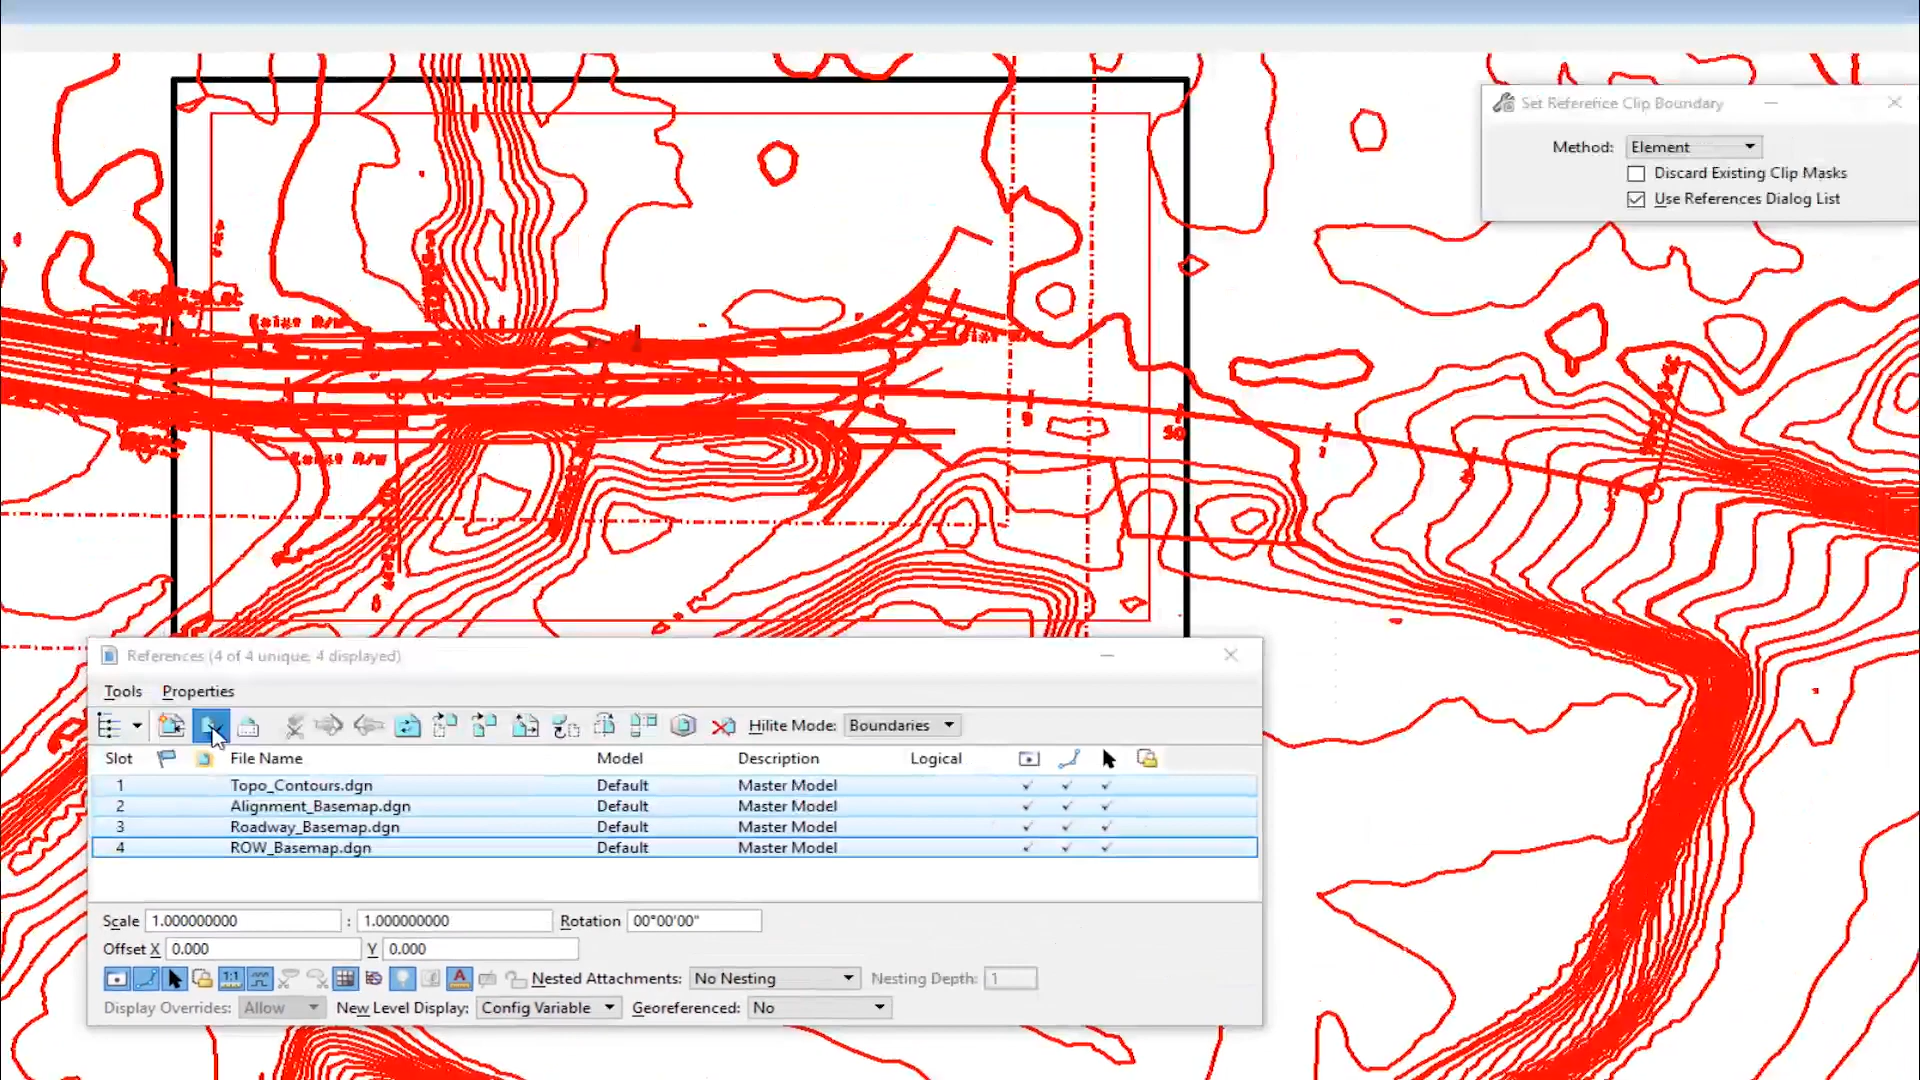 Set Reference Clip Boundary
Method: Element
Discard Existing Clip Masks
Use References Dialog List
50
References (4 of 4 unique, 4 displayed)
Tools Properties
Hilite Mode: Boundaries
Slot File Name Model Description Logical
1 Topo_Contours.dgn Default Master Model
2 Alignment_Basemap.dgn Default Master Model
3 Roadway_Basemap.dgn Default Master Model
4 ROW_Basemap.dgn Default Master Model
Scale 1.000000000 : 1.000000000 Rotation 00°00'00"
Offset X 0.000 Y 0.000
1:1 A Nested Attachments: No Nesting Nesting Depth: 1
Display Overrides: Allow New Level Display: Config Variable Georeferenced: No